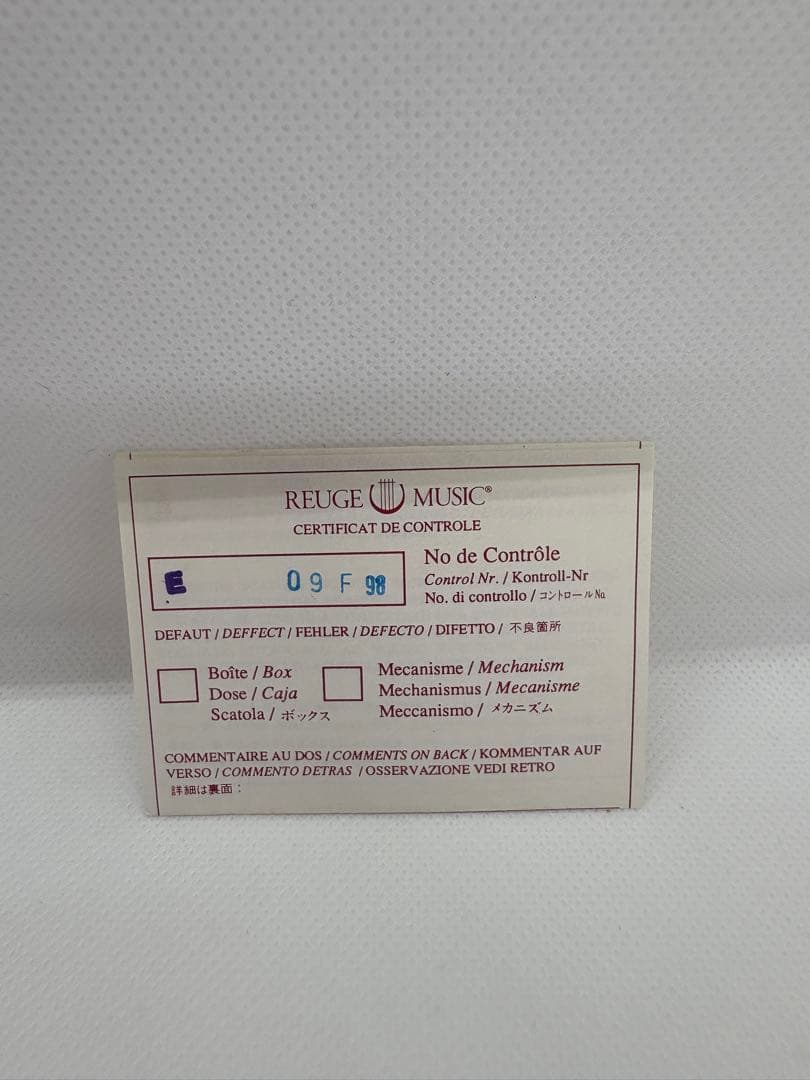 REUGE MUSIC®
CERTIFICAT DE CONTROLE
E 09 F 98
No de Contrôle
Control Nr. / Kontroll-Nr
No. di controllo / コントロールNo.
DEFAUT / DEFFECT / FEHLER / DEFECTO / DIFETTO / 不良箇所
Boîte / Box
Dose / Caja
Scatola / ボックス
Mecanisme / Mechanism
Mechanismus / Mecanisme
Meccanismo / メカニズム
COMMENTAIRE AU DOS / COMMENTS ON BACK / KOMMENTAR AUF
VERSO / COMMENTO DETRAS / OSSERVAZIONE VEDI RETRO
詳細は裏面：